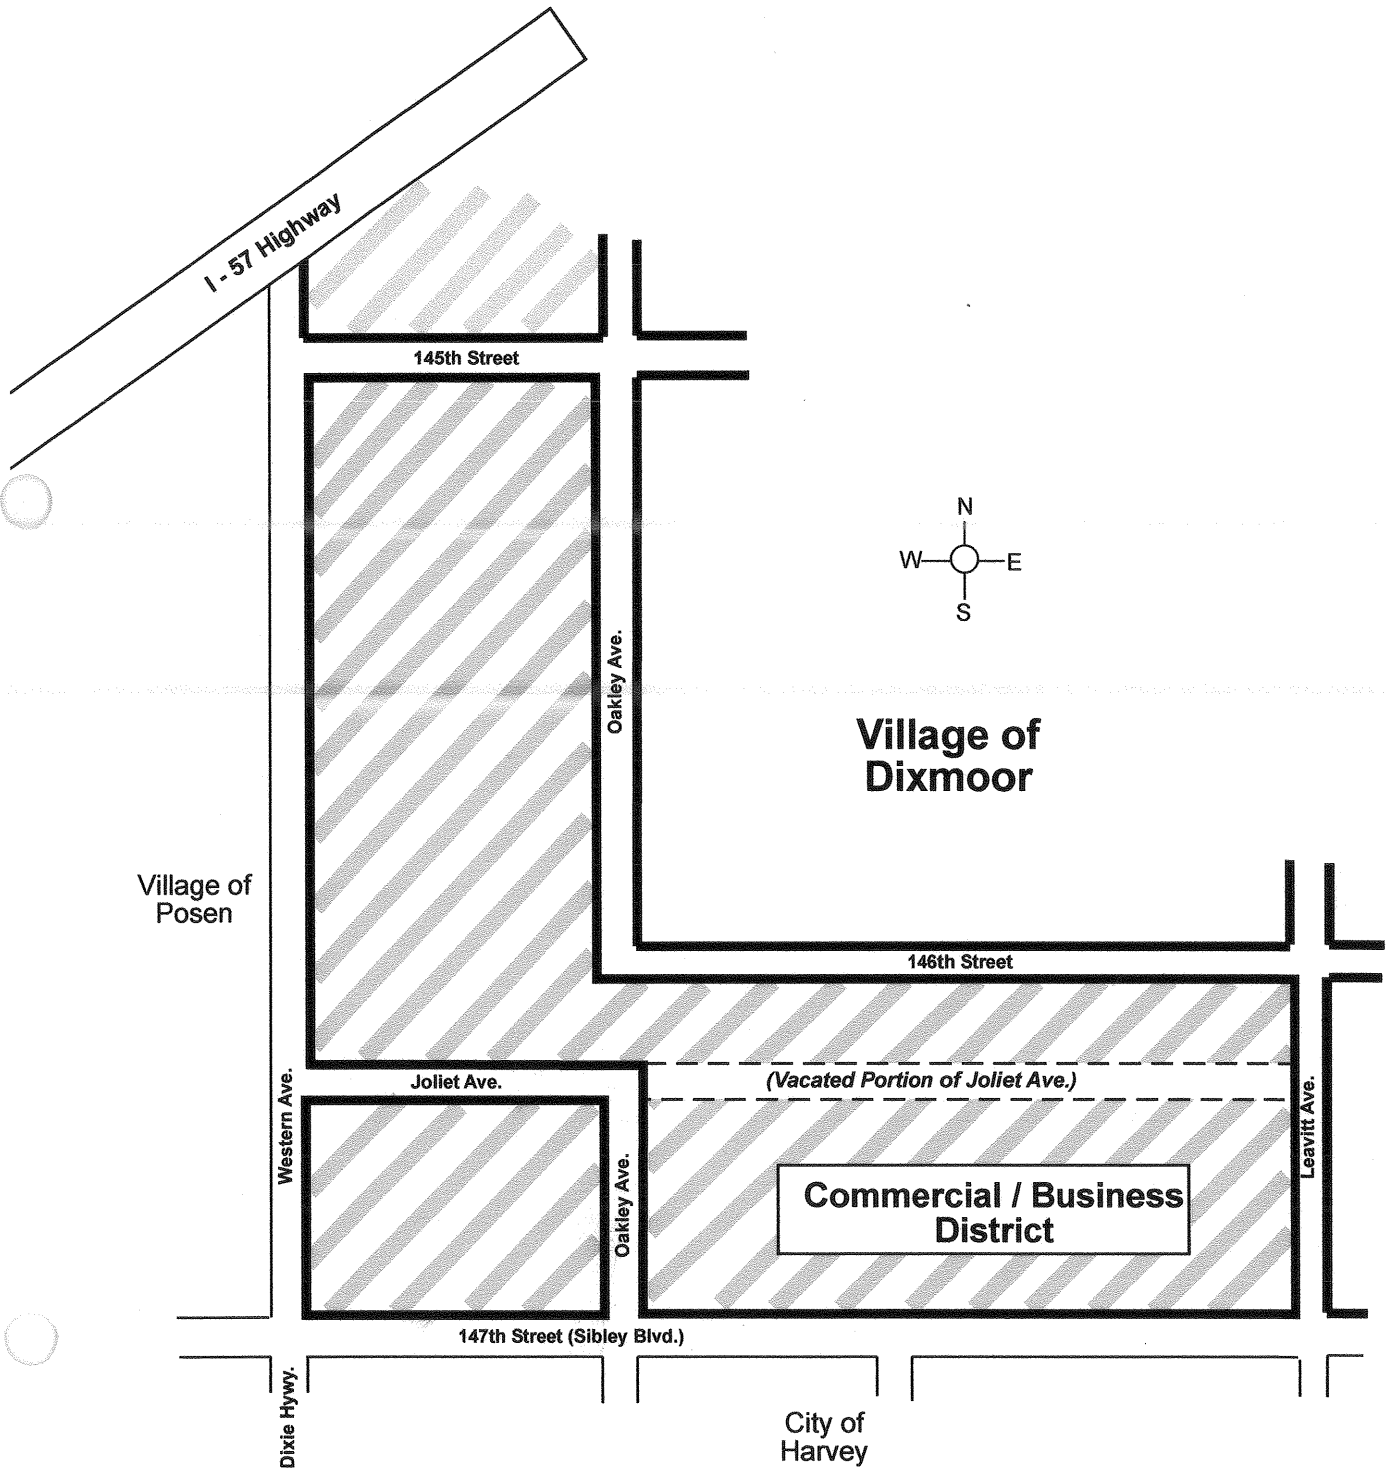 I - 57 Highway
145th Street
N
W E
S
Oakley Ave.
Village of
Dixmoor
Village of
Posen
146th Street
Western Ave.
Joliet Ave.
(Vacated Portion of Joliet Ave.)
Leavitt Ave.
Oakley Ave.
Commercial / Business
District
147th Street (Sibley Blvd.)
Dixie Hywy.
City of
Harvey